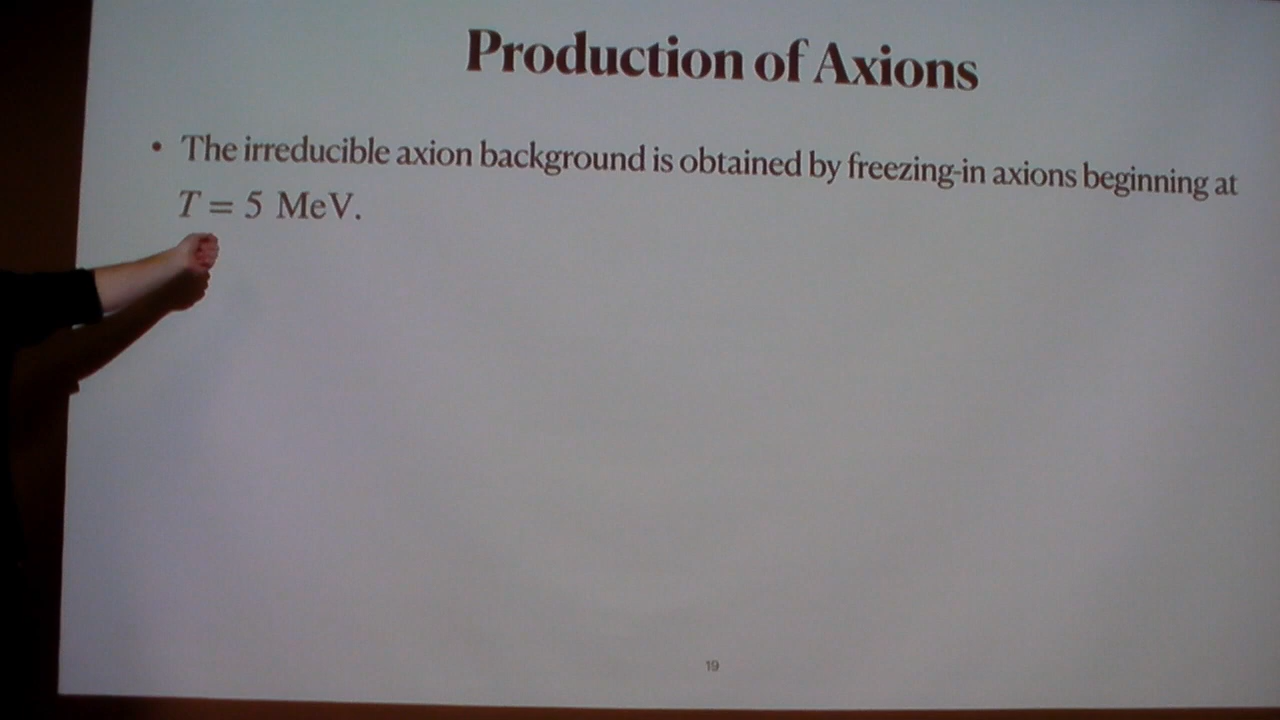 Production of Axions
• The irreducible axion background is obtained by freezing-in axions beginning at
T = 5 MeV.
19